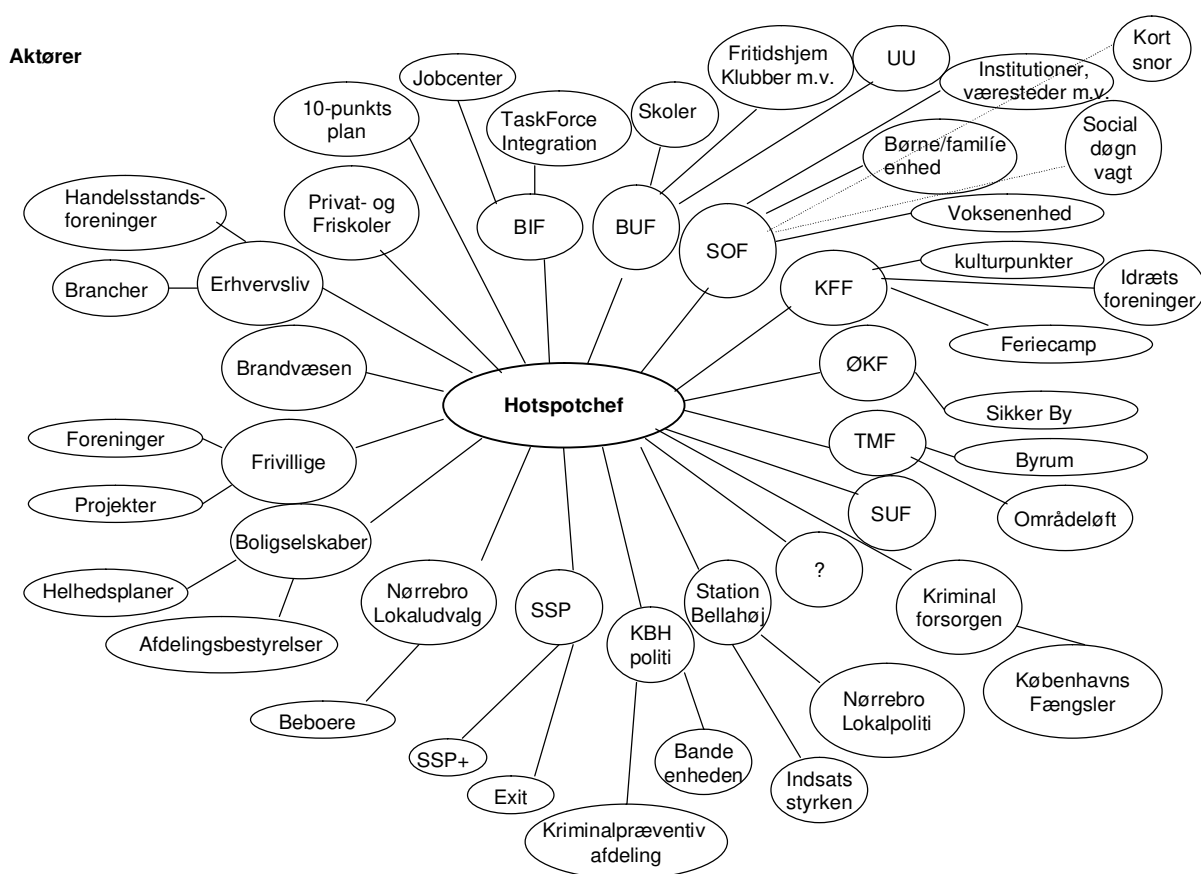 Aktører
Kort
snor
Fritidshjem
Klubber m.v.
UU
Jobcenter
Institutioner,
væresteder m.v.
10-punkts
plan
TaskForce
Integration
Skoler
Social
døgn
vagt
Børne/familie
enhed
Handelsstands-
foreninger
Privat- og
Friskoler
BIF
BUF
SOF
Voksenenhed
kulturpunkter
Idræts
foreninger
Brancher
Erhvervsliv
KFF
Feriecamp
Brandvæsen
ØKF
Hotspotchef
Sikker By
Foreninger
Frivillige
TMF
Byrum
Projekter
SUF
Områdeløft
Boligselskaber
?
Helhedsplaner
Nørrebro
Lokaludvalg
SSP
Station
Bellahøj
Kriminal
forsorgen
Afdelingsbestyrelser
KBH
politi
Københavns
Fængsler
Nørrebro
Lokalpoliti
Beboere
SSP+
Bande
enheden
Exit
Indsats
styrken
Kriminalpræventiv
afdeling